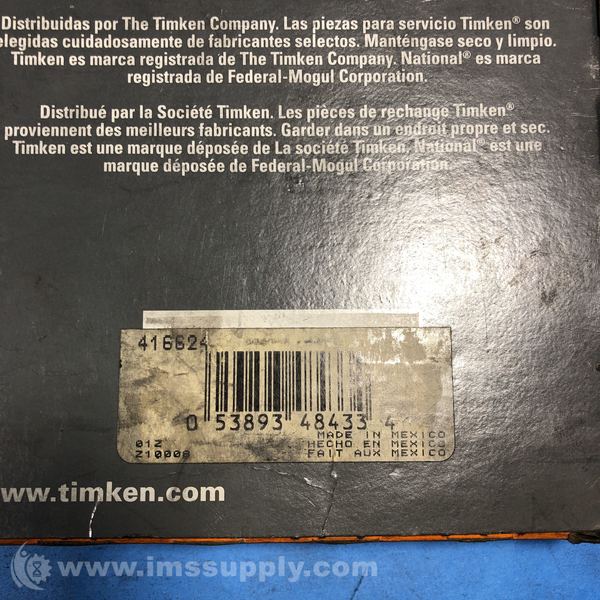 Distribuidas por The Timken Company. Las piezas para servicio Timken® son
elegidas cuidadosamente de fabricantes selectos. Manténgase seco y limpio.
Timken es marca registrada de The Timken Company. National® es marca
registrada de Federal-Mogul Corporation.
Distribué par la Société Timken. Les pièces de rechange Timken®
proviennent des meilleurs fabricants. Garder dans un endroit propre et sec.
Timken est une marque déposée de La société Timken, National® est une
marque déposée de Federal-Mogul Corporation.
416624
0 53893 48433 4
01Z
Z10008
MADE IN MEXICO
HECHO EN MEXICO
FAIT AUX MEXICO
www.timken.com
www.imssupply.com